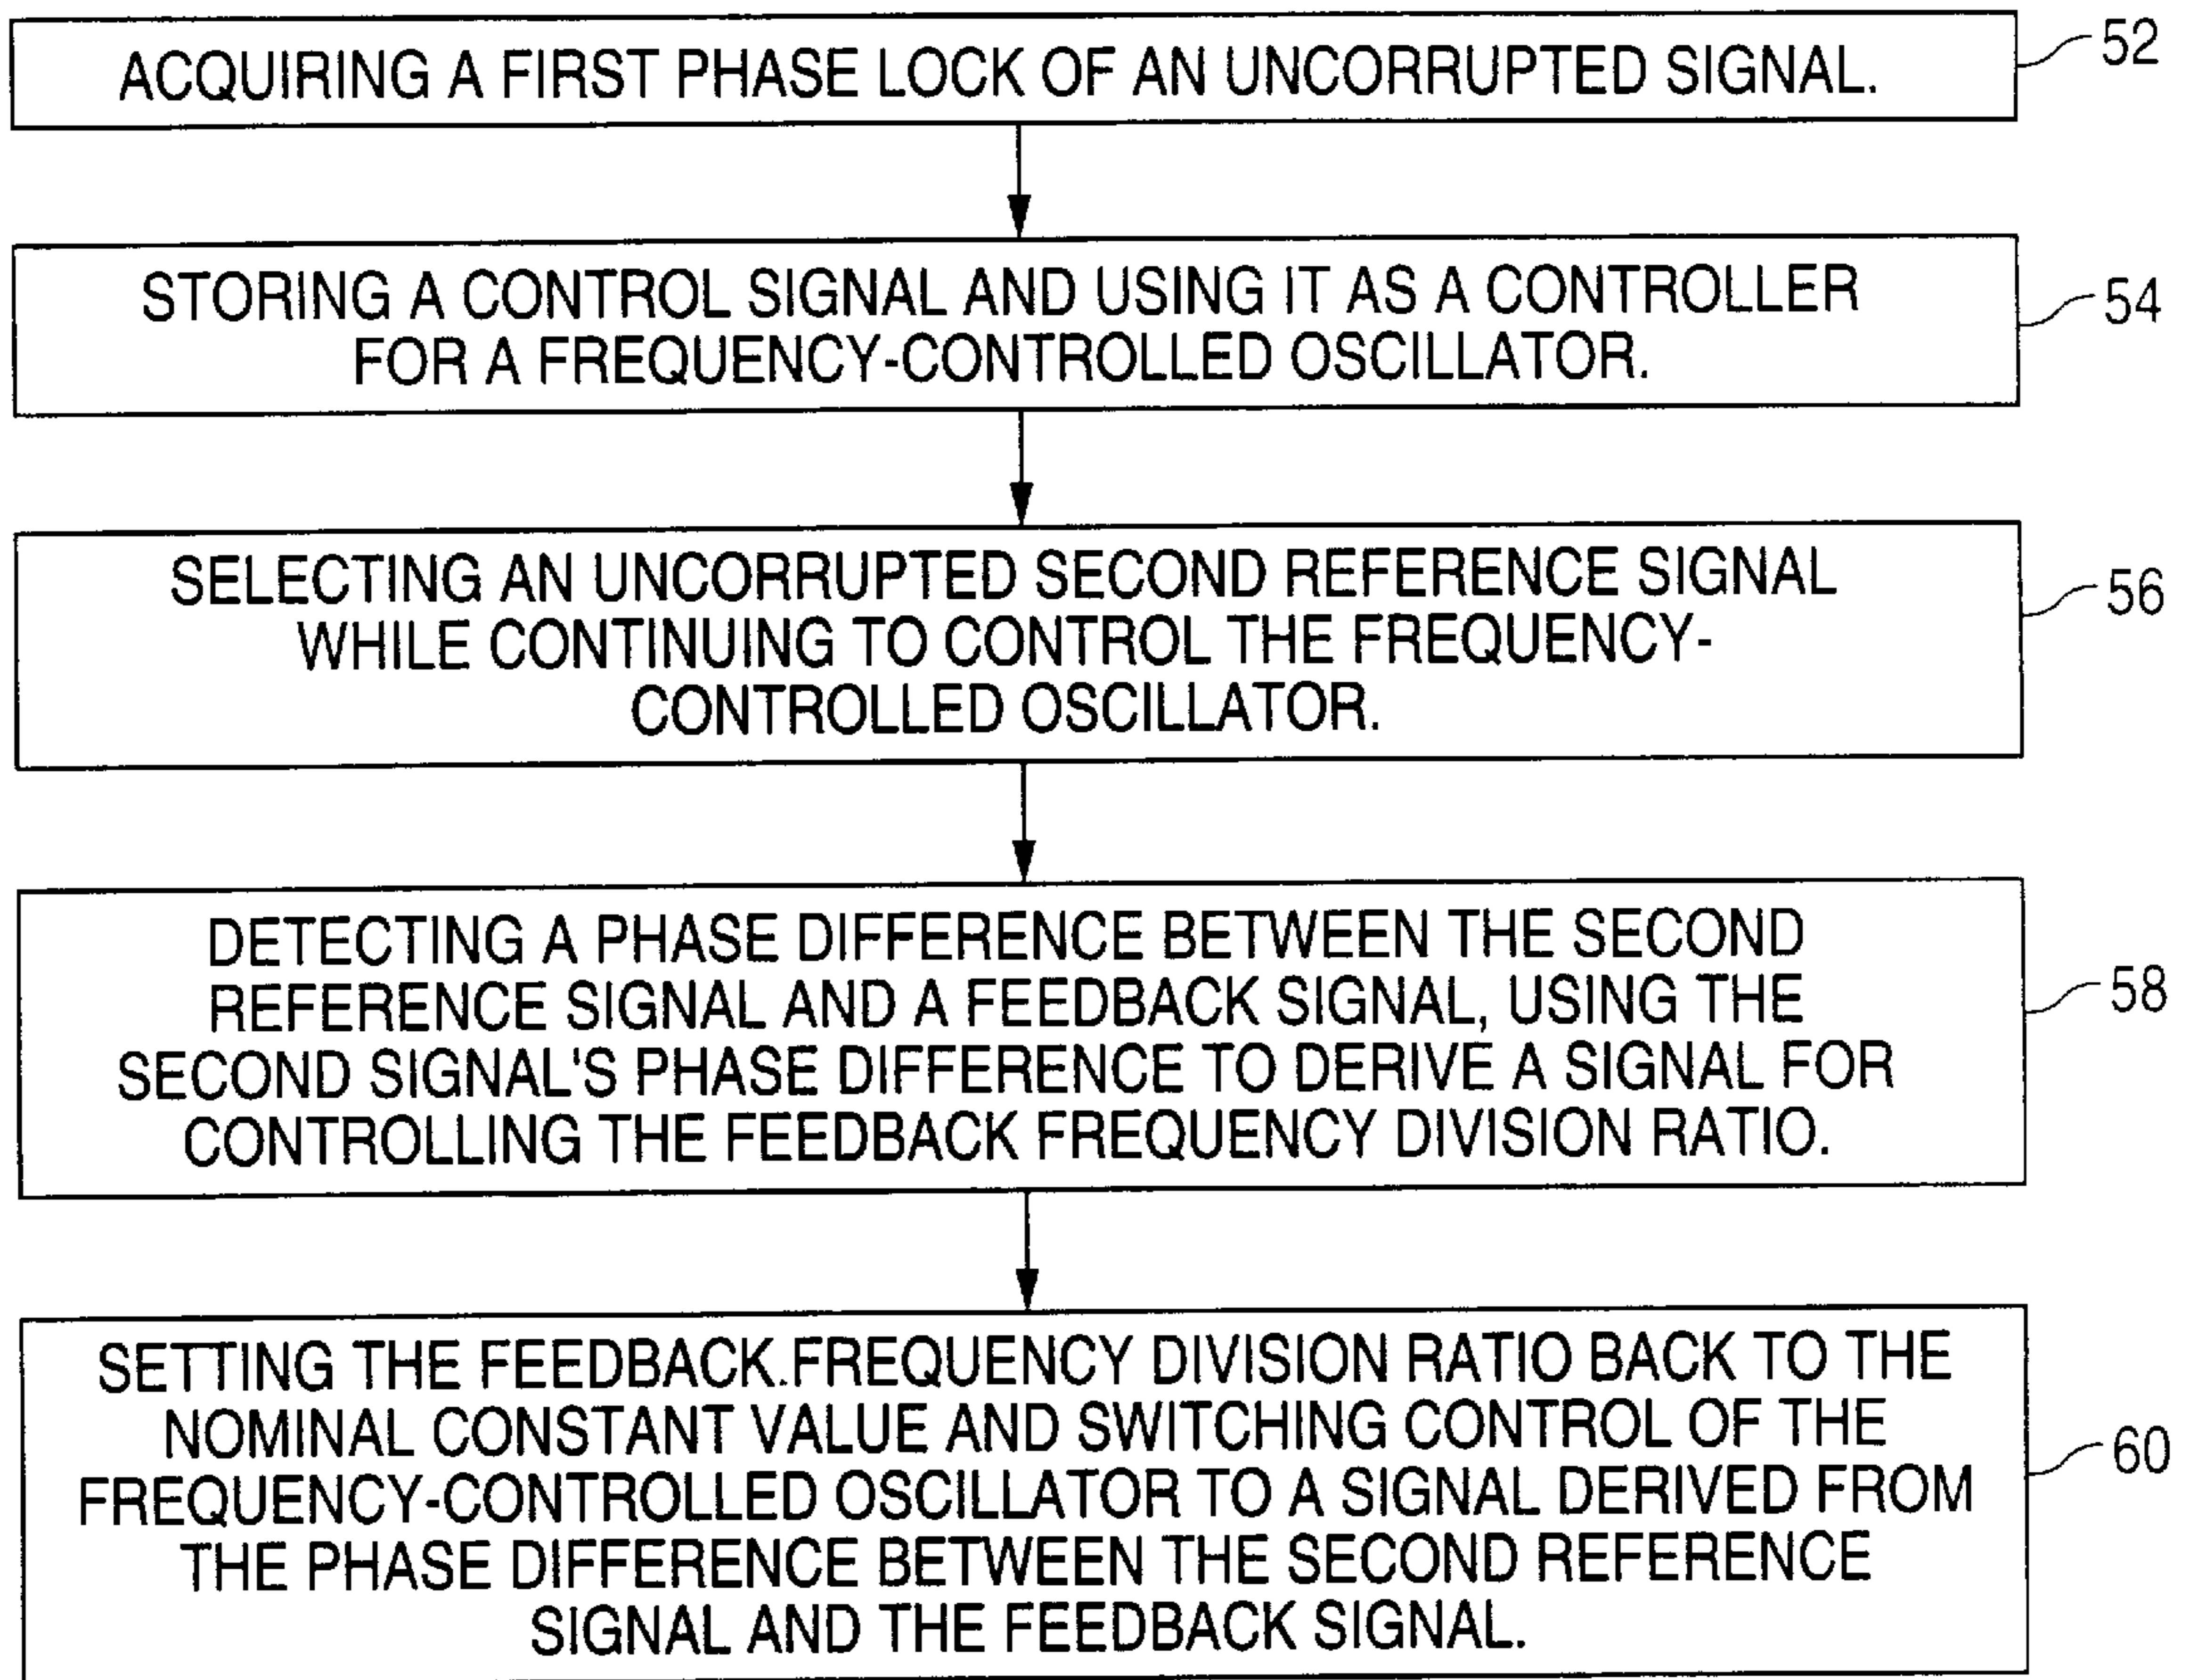 ACQUIRING A FIRST PHASE LOCK OF AN UNCORRUPTED SIGNAL.
52
STORING A CONTROL SIGNAL AND USING IT AS A CONTROLLER
FOR A FREQUENCY-CONTROLLED OSCILLATOR.
54
SELECTING AN UNCORRUPTED SECOND REFERENCE SIGNAL
WHILE CONTINUING TO CONTROL THE FREQUENCY-
CONTROLLED OSCILLATOR.
56
DETECTING A PHASE DIFFERENCE BETWEEN THE SECOND
REFERENCE SIGNAL AND A FEEDBACK SIGNAL, USING THE
SECOND SIGNAL'S PHASE DIFFERENCE TO DERIVE A SIGNAL FOR
CONTROLLING THE FEEDBACK FREQUENCY DIVISION RATIO.
58
SETTING THE FEEDBACK.FREQUENCY DIVISION RATIO BACK TO THE
NOMINAL CONSTANT VALUE AND SWITCHING CONTROL OF THE
FREQUENCY-CONTROLLED OSCILLATOR TO A SIGNAL DERIVED FROM
THE PHASE DIFFERENCE BETWEEN THE SECOND REFERENCE
SIGNAL AND THE FEEDBACK SIGNAL.
60